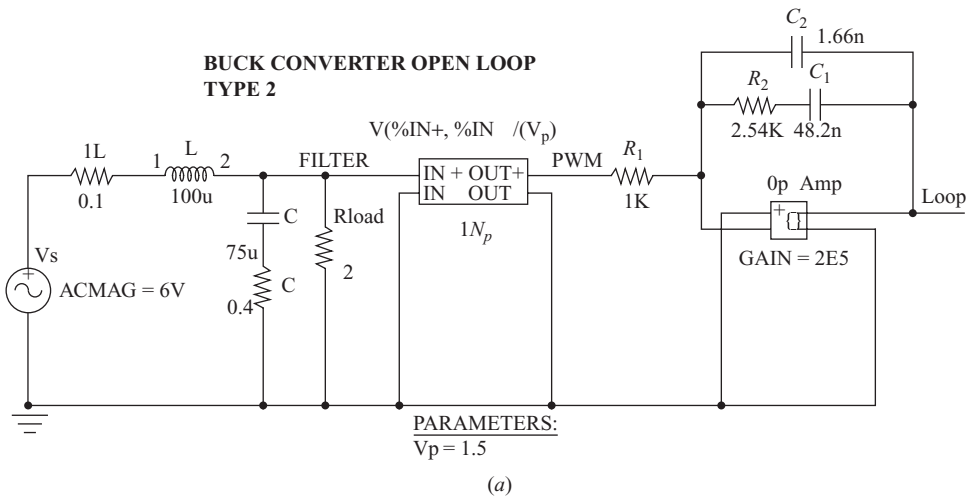 BUCK CONVERTER OPEN LOOP
TYPE 2
C₂
1.66n
R₂
C₁
2.54K 48.2n
V(%IN+, %IN /(Vₚ)
1L
0.1
1 L 2
100u
FILTER
IN + OUT+
IN OUT
1Nₚ
PWM
R₁
1K
0p Amp
+
{}
GAIN = 2E5
Loop
C
75u
C
0.4
Rload
2
Vs
+
ACMAG = 6V
PARAMETERS:
Vp = 1.5
(a)